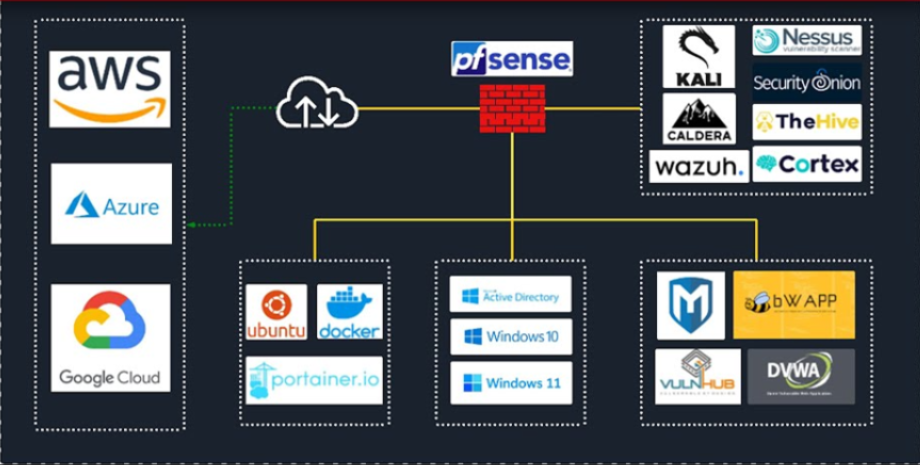 aws
Azure
Google Cloud
pfsense
KALI
Nessus
vulnerability scanner
Security Onion
CALDERA
TheHive
wazuh.
Cortex
ubuntu
docker
portainer.io
Active Directory
Windows 10
Windows 11
M
bWAPP
VULNHUB
DVWA